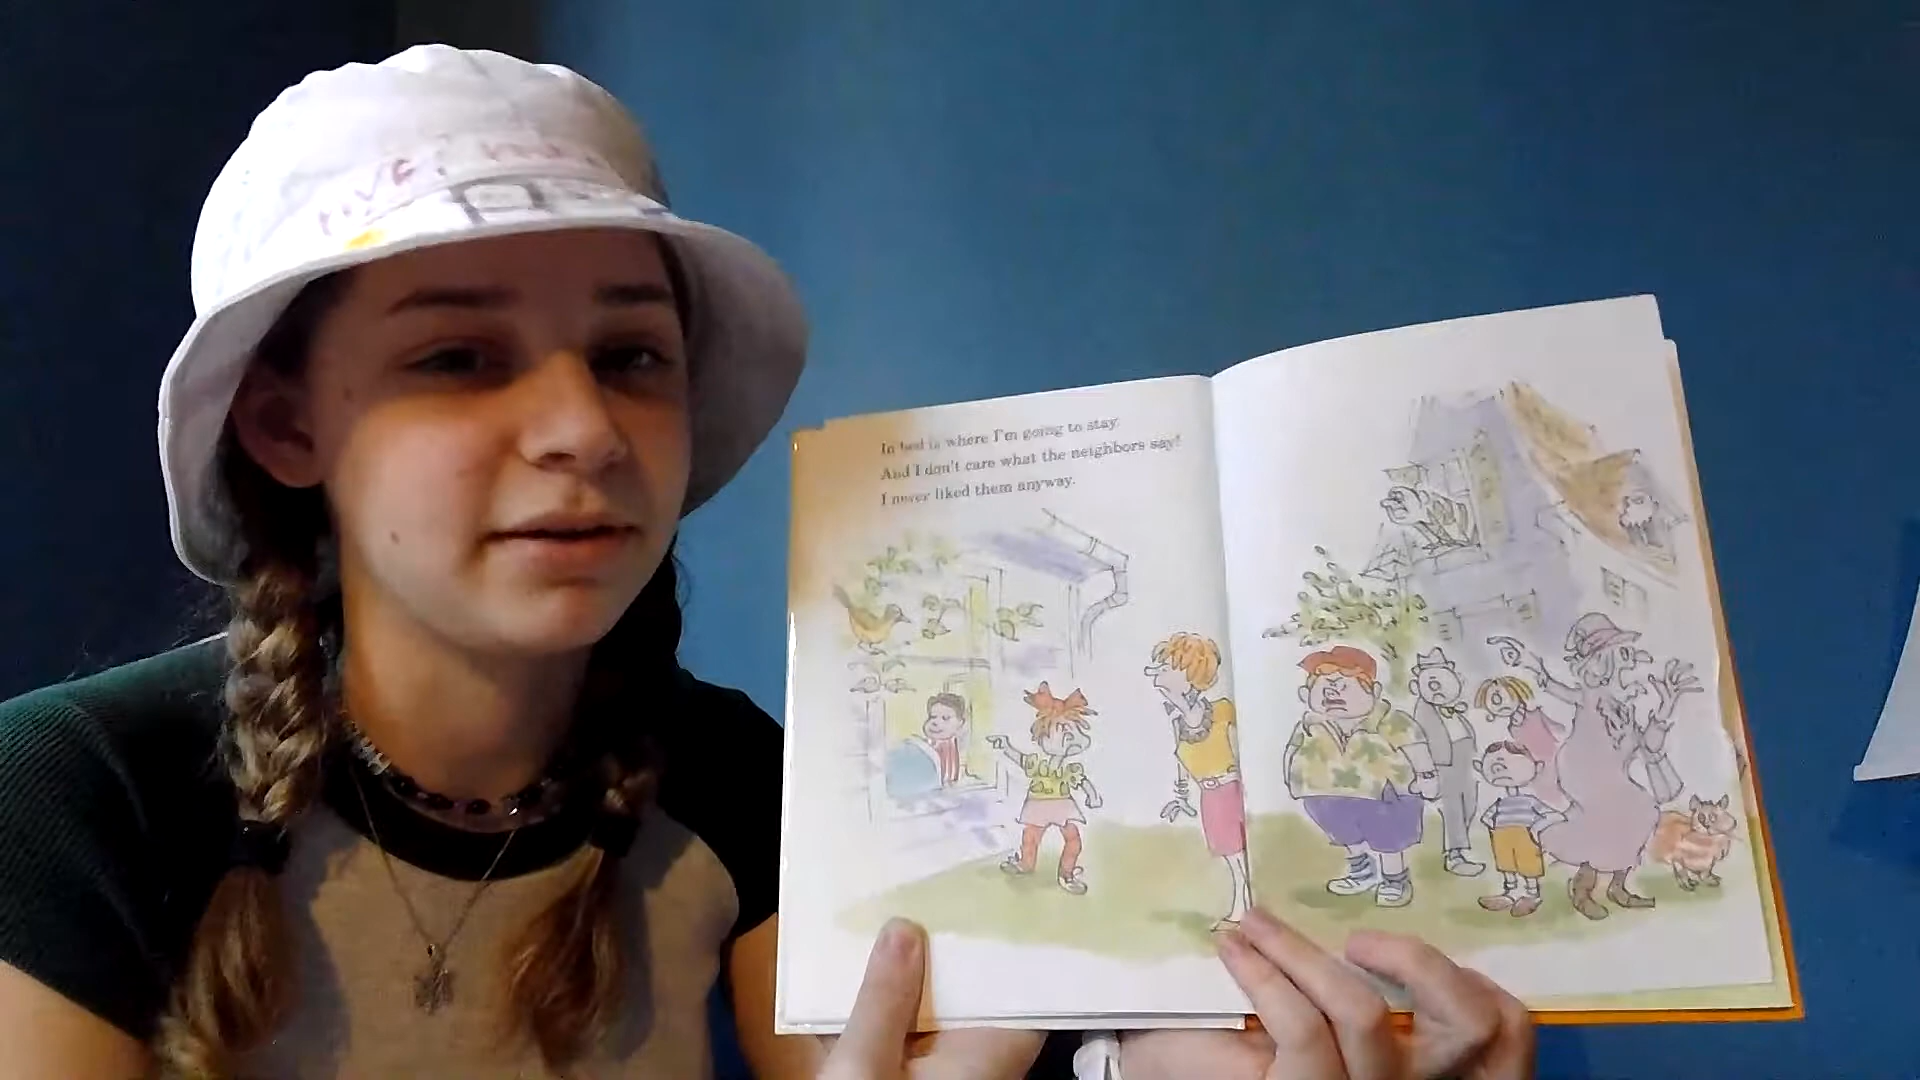 In bed is where I'm going to stay.
And I don't care what the neighbors say!
I never liked them anyway.